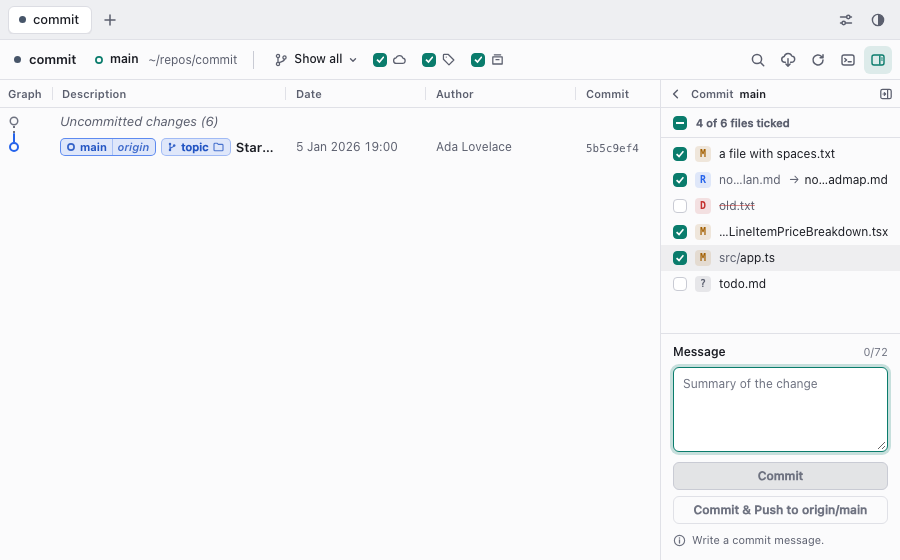 commit
commit main ~/repos/commit Show all
Graph Description Date Author Commit
Uncommitted changes (6)
main origin topic Star... 5 Jan 2026 19:00 Ada Lovelace 5b5c9ef4
Commit main
4 of 6 files ticked
M a file with spaces.txt
R no...lan.md → no...admap.md
D old.txt
M ...LineItemPriceBreakdown.tsx
M src/app.ts
? todo.md
Message 0/72
Summary of the change
Commit
Commit & Push to origin/main
Write a commit message.